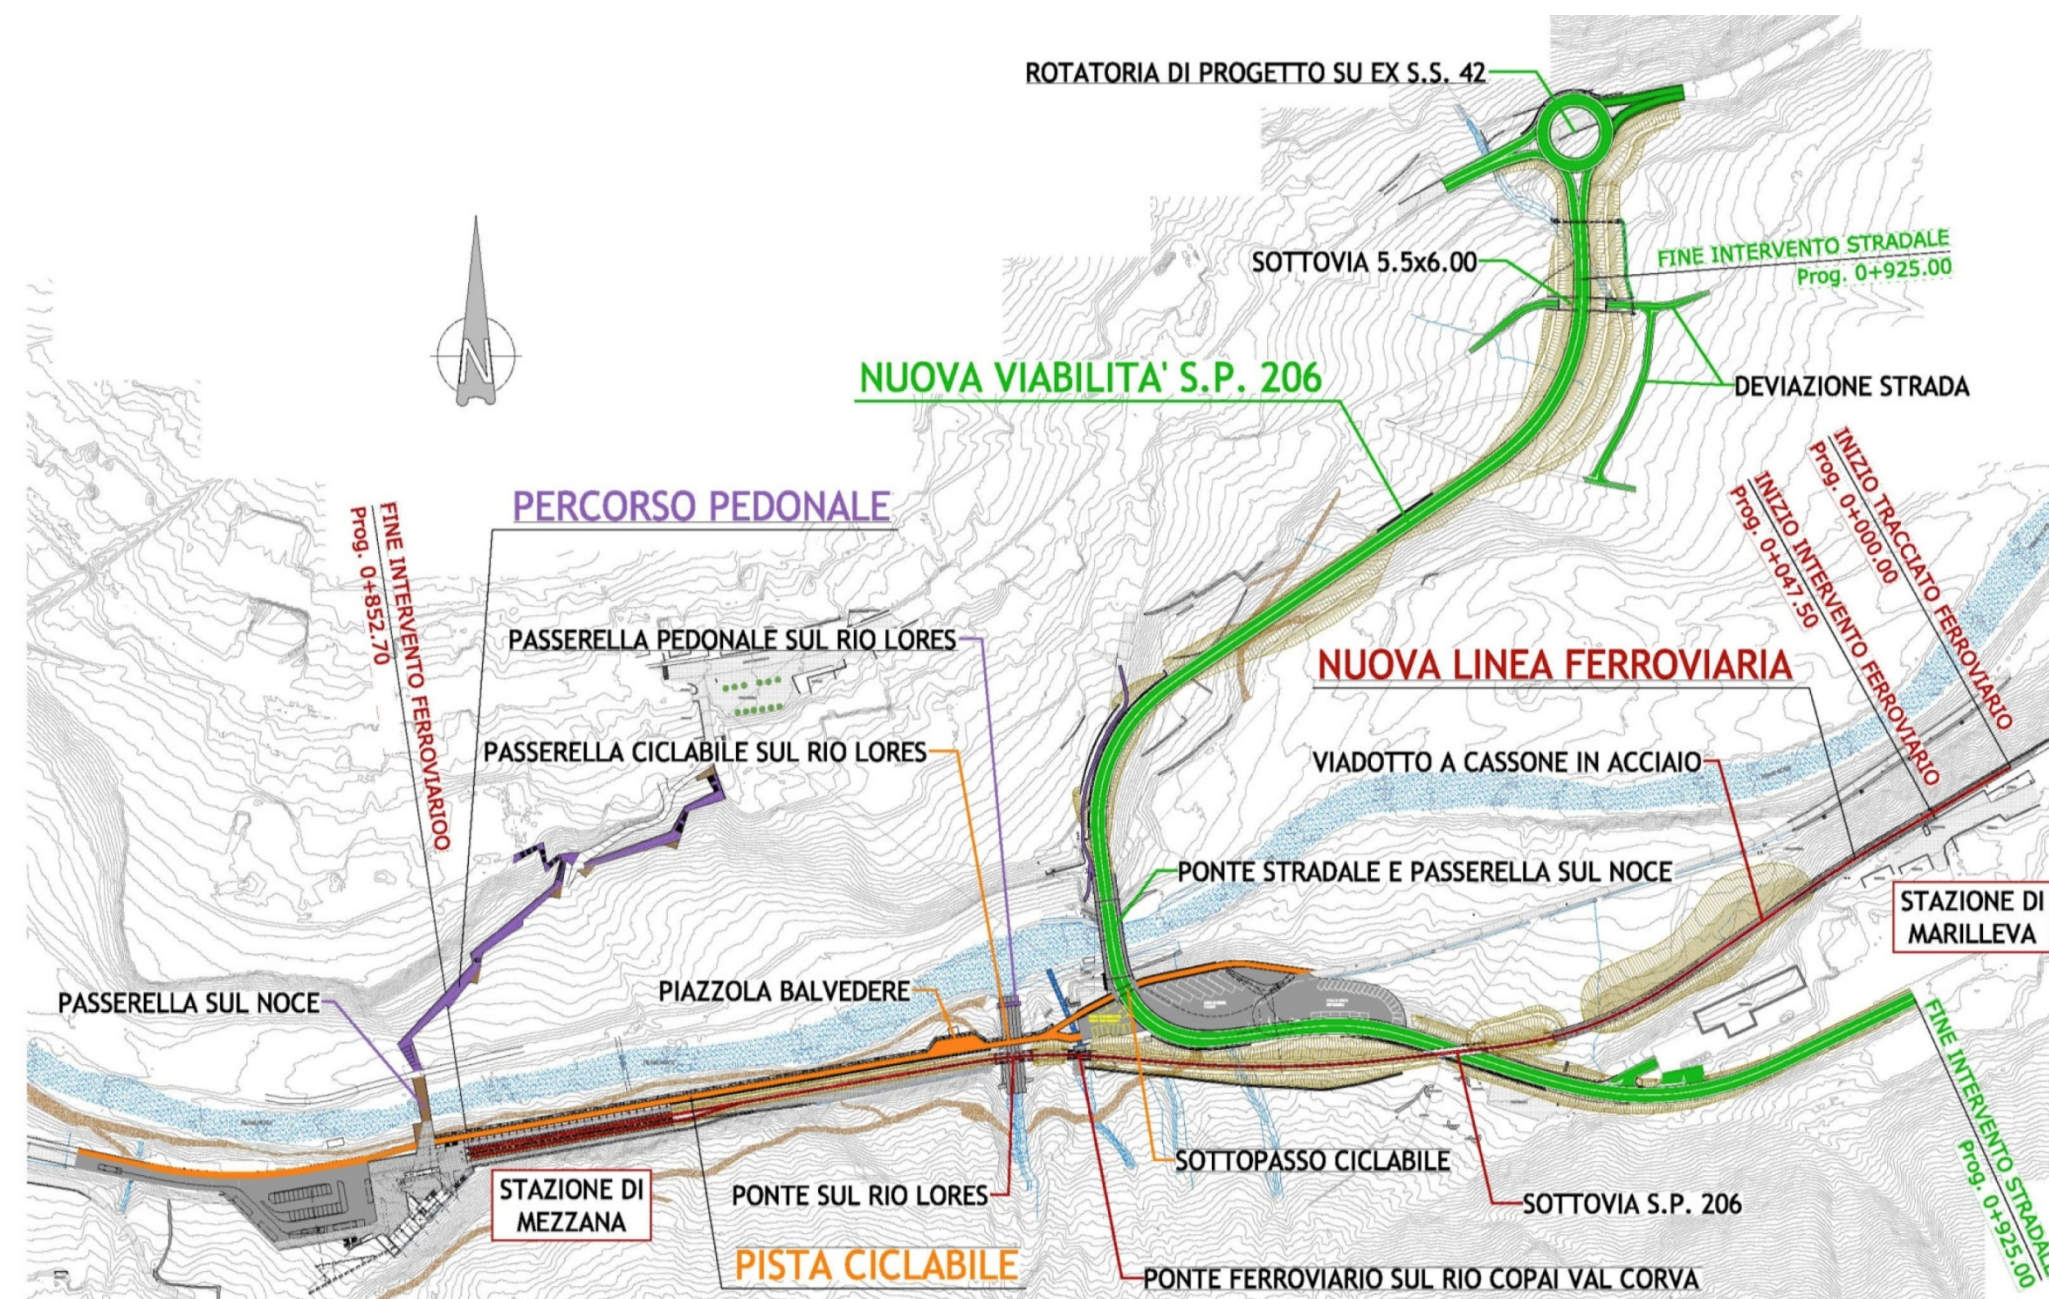 ROTATORIA DI PROGETTO SU EX S.S. 42
SOTTOVIA 5.5x6.00
FINE INTERVENTO STRADALE
Prog. 0+925.00
NUOVA VIABILITA' S.P. 206
DEVIAZIONE STRADA
INIZIO TRACCIATO FERROVIARIO
Prog. 0+000.00
INIZIO INTERVENTO FERROVIARIO
Prog. 0+047.50
PERCORSO PEDONALE
FINE INTERVENTO FERROVIARIOO
Prog. 0+852.70
PASSERELLA PEDONALE SUL RIO LORES
NUOVA LINEA FERROVIARIA
PASSERELLA CICLABILE SUL RIO LORES
VIADOTTO A CASSONE IN ACCIAIO
PONTE STRADALE E PASSERELLA SUL NOCE
STAZIONE DI
MARILLEVA
PASSERELLA SUL NOCE
PIAZZOLA BALVEDERE
N
FINE INTERVENTO STRADALE
Prog. 0+925.00
SOTTOPASSO CICLABILE
STAZIONE DI
MEZZANA
PONTE SUL RIO LORES
SOTTOVIA S.P. 206
PISTA CICLABILE
PONTE FERROVIARIO SUL RIO COPAI VAL CORVA